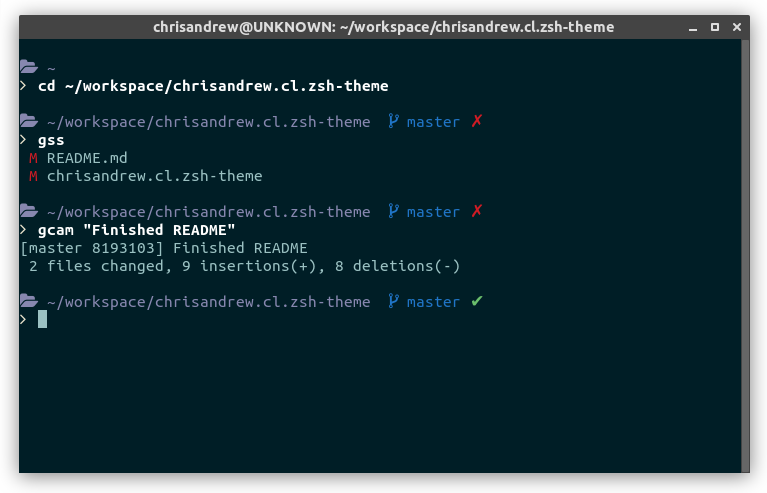 chrisandrew@UNKNOWN: ~/workspace/chrisandrew.cl.zsh-theme
~
› cd ~/workspace/chrisandrew.cl.zsh-theme
~/workspace/chrisandrew.cl.zsh-theme master ✗
› gss
M README.md
M chrisandrew.cl.zsh-theme
~/workspace/chrisandrew.cl.zsh-theme master ✗
› gcam "Finished README"
[master 8193103] Finished README
2 files changed, 9 insertions(+), 8 deletions(-)
~/workspace/chrisandrew.cl.zsh-theme master ✔
›